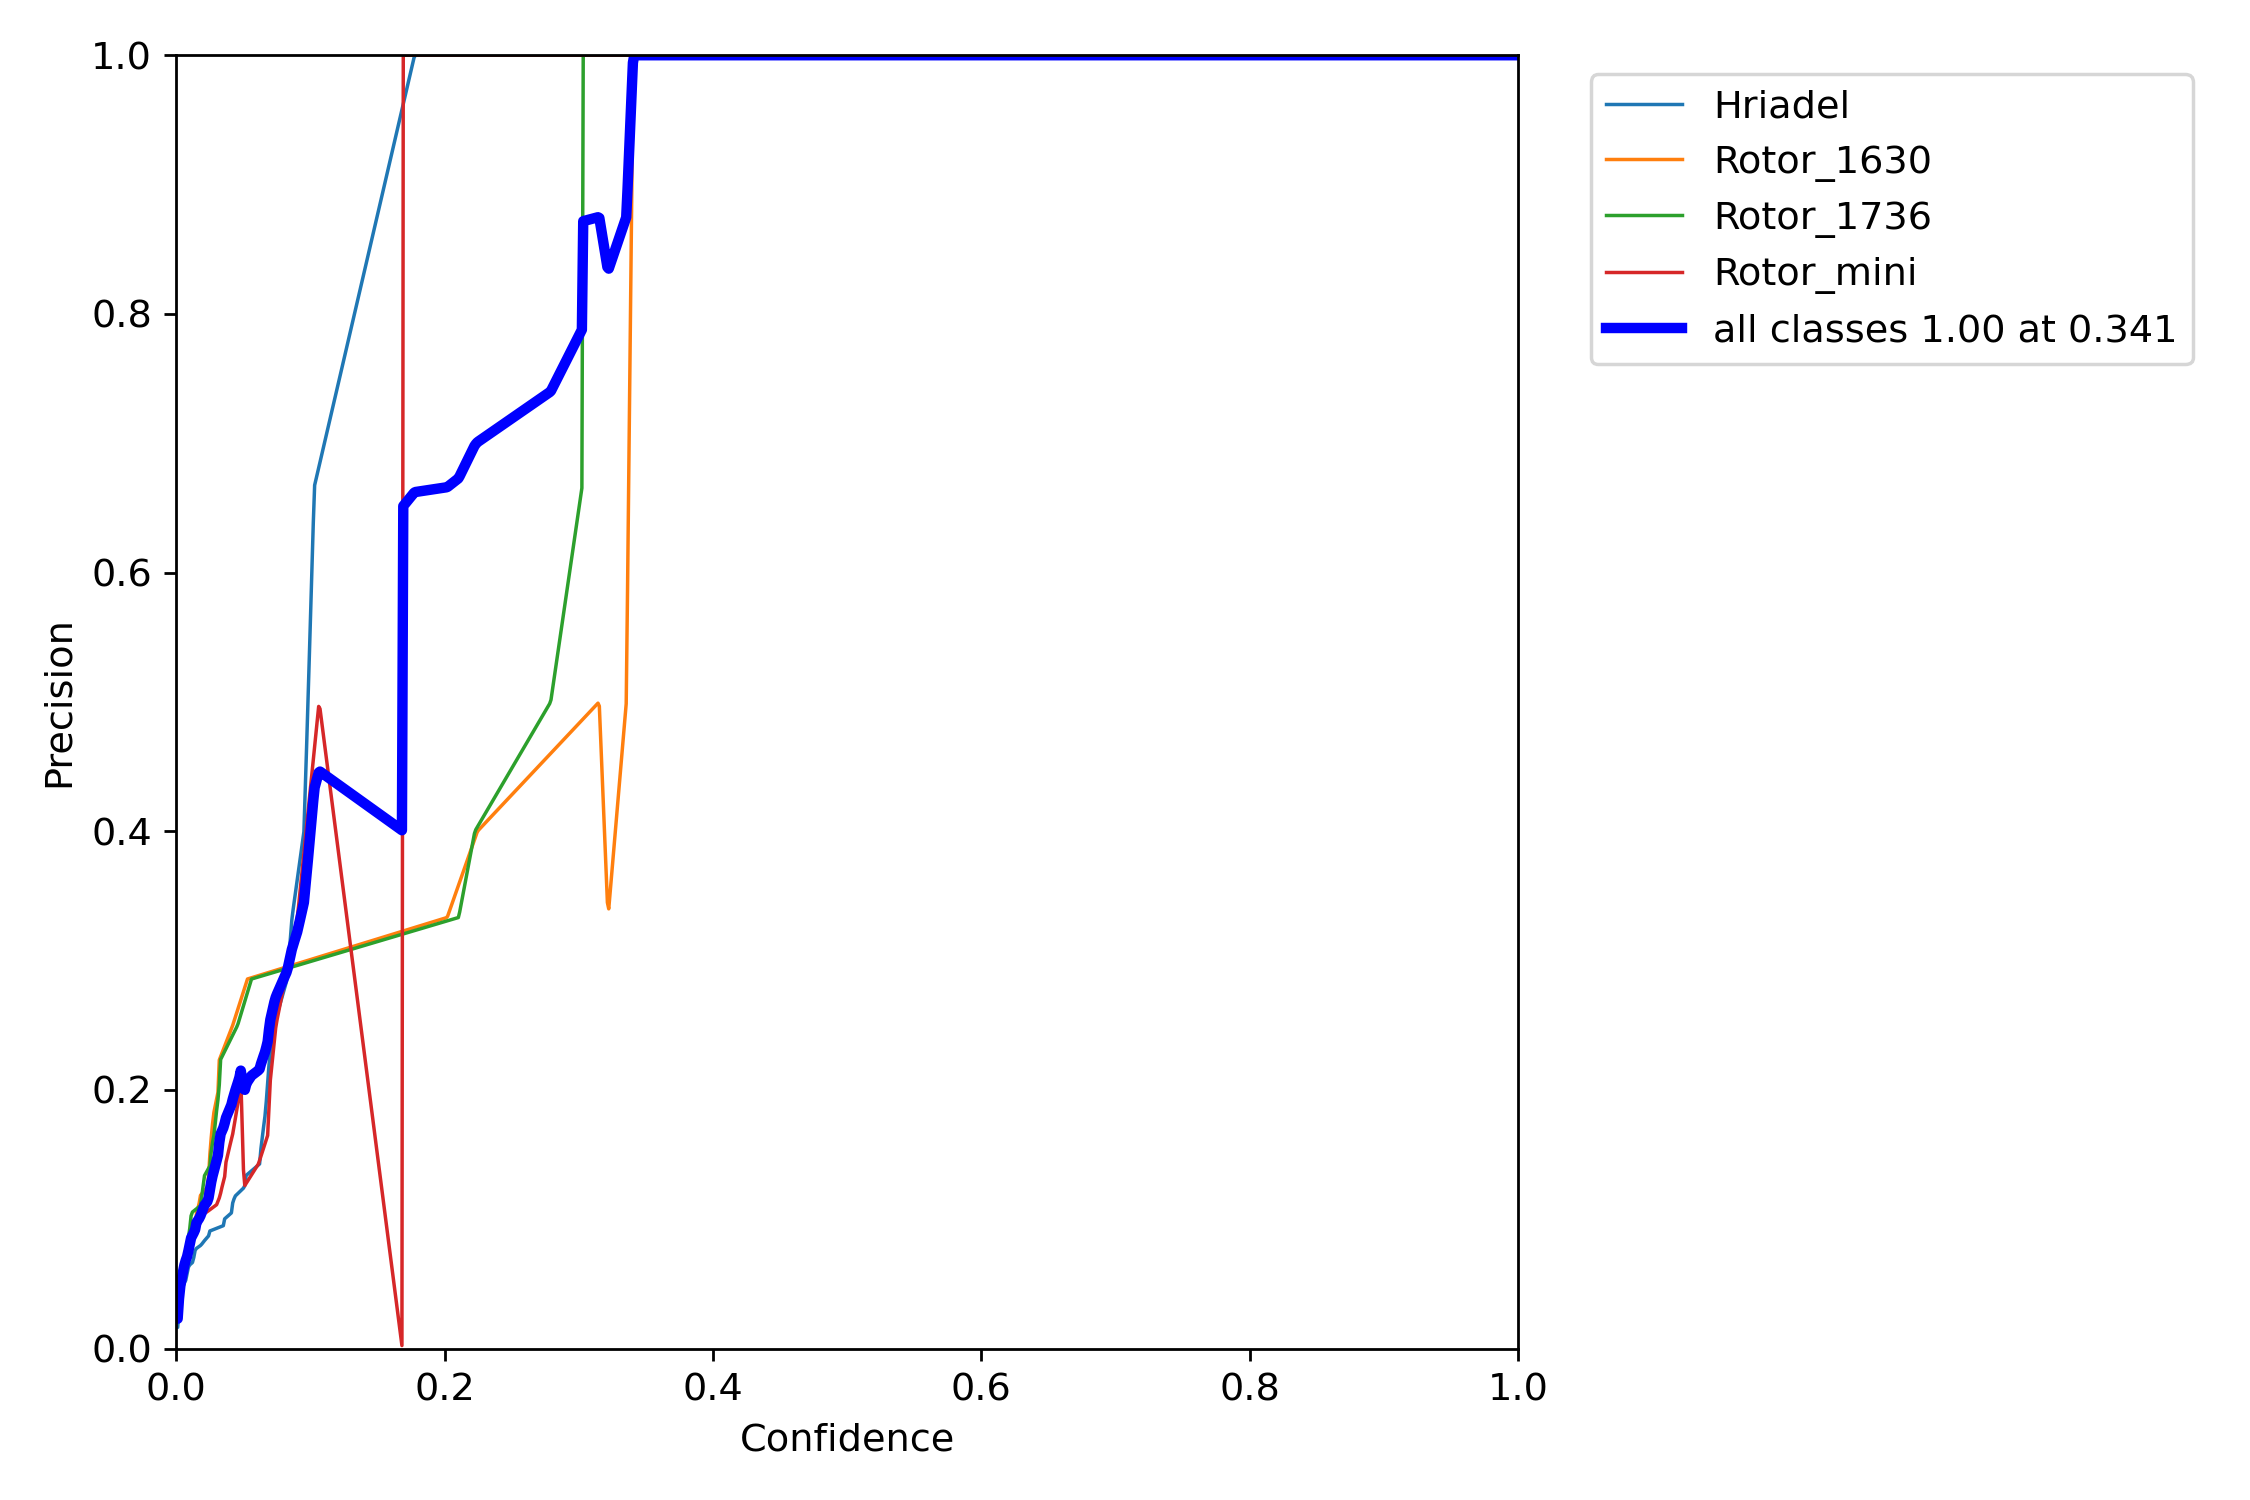 1.0
0.8
0.6
0.4
0.2
0.0
0.0 0.2 0.4 0.6 0.8 1.0
Precision
Confidence
Hriadel
Rotor_1630
Rotor_1736
Rotor_mini
all classes 1.00 at 0.341